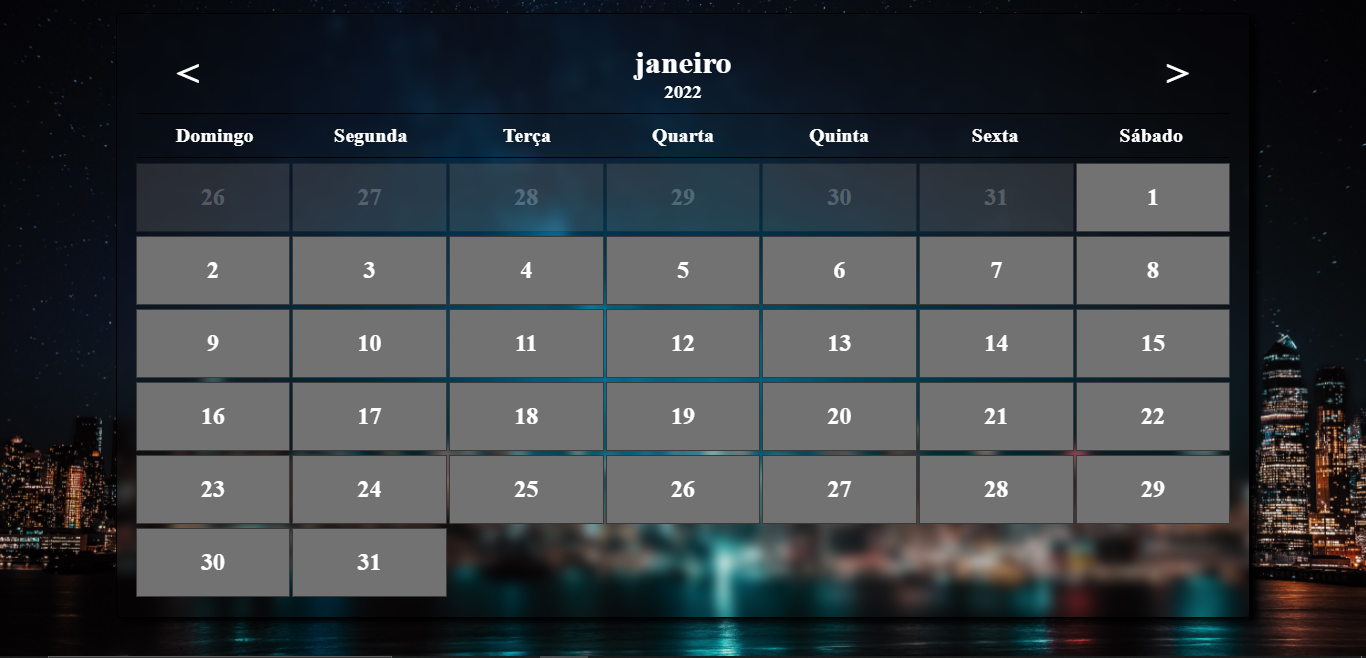 < janeiro >
2022
Domingo Segunda Terça Quarta Quinta Sexta Sábado
26 27 28 29 30 31 1
2 3 4 5 6 7 8
9 10 11 12 13 14 15
16 17 18 19 20 21 22
23 24 25 26 27 28 29
30 31